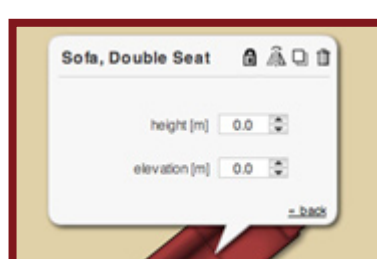 Sofa, Double Seat
height [m] 0.0
elevation [m] 0.0
- back